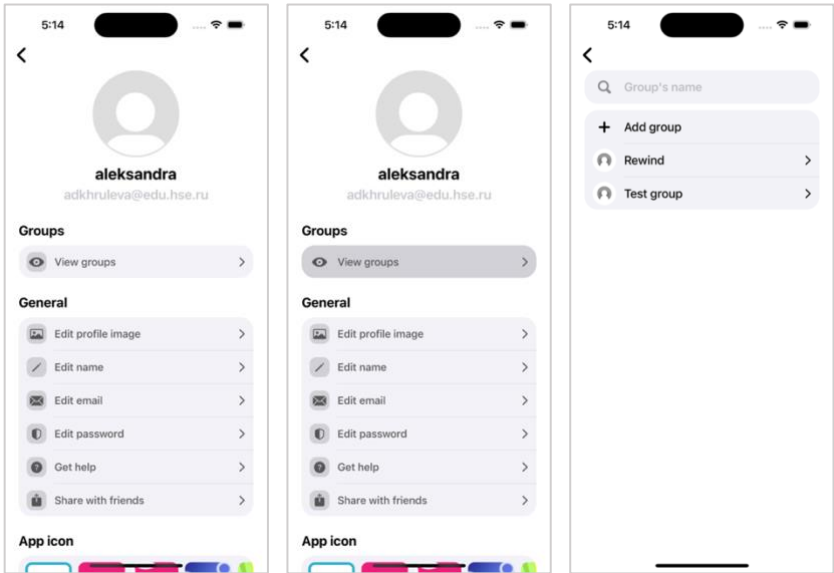 5:14
aleksandra
adkhruleva@edu.hse.ru
Groups
View groups
General
Edit profile image
Edit name
Edit email
Edit password
Get help
Share with friends
App icon
5:14
aleksandra
adkhruleva@edu.hse.ru
Groups
View groups
General
Edit profile image
Edit name
Edit email
Edit password
Get help
Share with friends
App icon
5:14
Group's name
Add group
Rewind
Test group